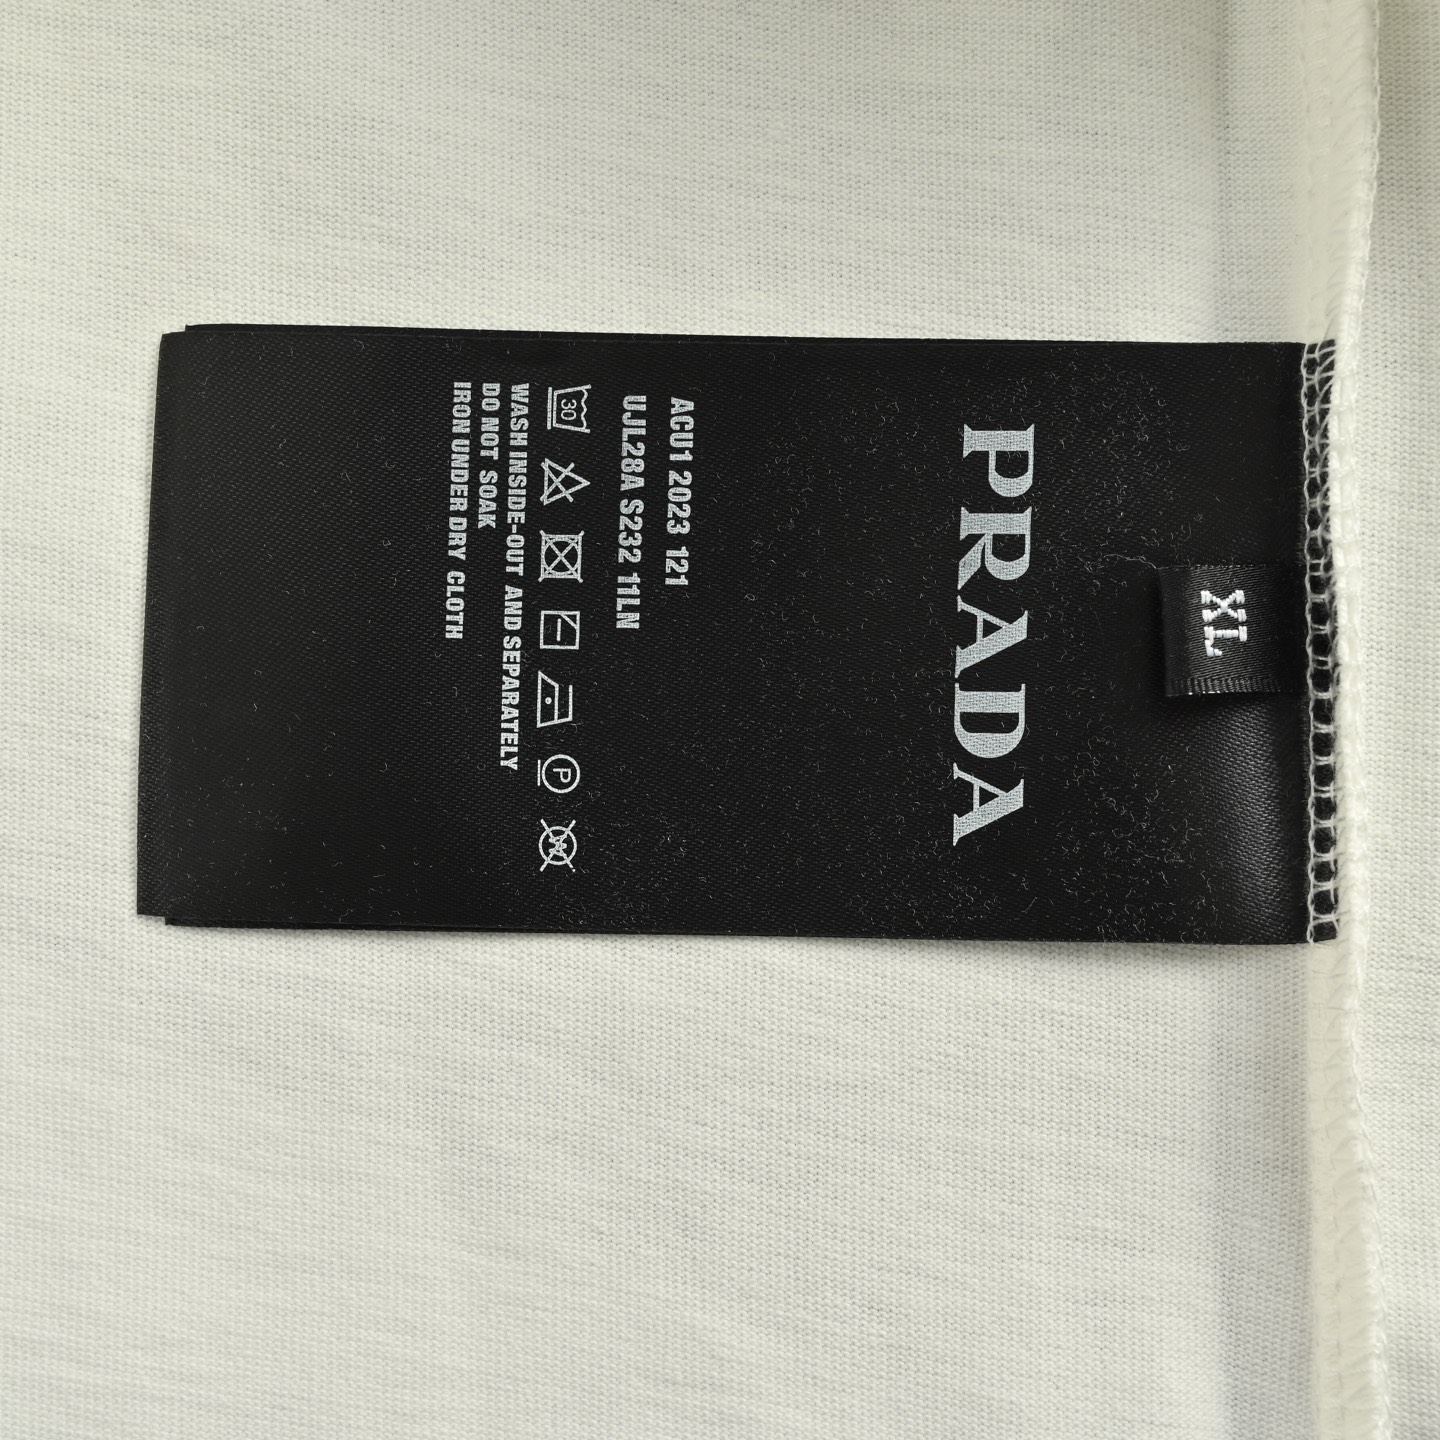 XL
PRADA
ACU1 2023 121
UJL28A S232 11LN
30
P
W
WASH INSIDE-OUT AND SEPARATELY
DO NOT SOAK
IRON UNDER DRY CLOTH